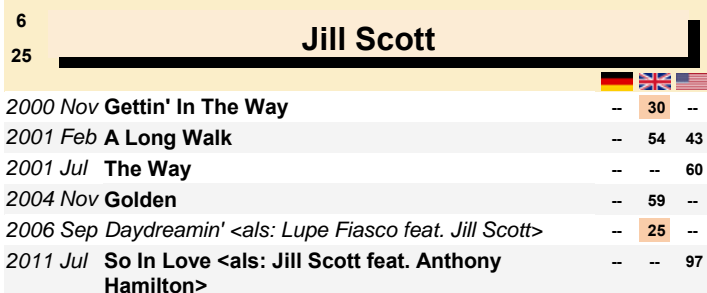 6
25
Jill Scott
2000 Nov Gettin' In The Way -- 30 --
2001 Feb A Long Walk -- 54 43
2001 Jul The Way -- -- 60
2004 Nov Golden -- 59 --
2006 Sep Daydreamin' <als: Lupe Fiasco feat. Jill Scott> -- 25 --
2011 Jul So In Love <als: Jill Scott feat. Anthony -- -- 97
Hamilton>